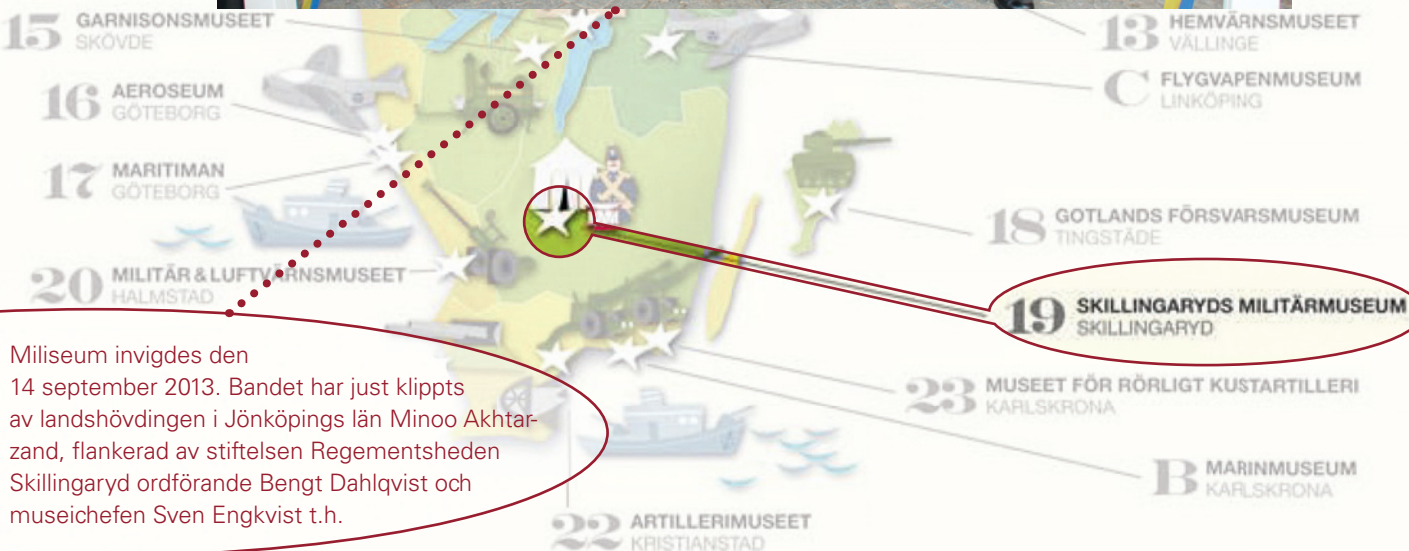 15 GARNISONSMUSEET
SKÖVDE
16 AEROSEUM
GÖTEBORG
17 MARITIMAN
GÖTEBORG
20 MILITÄR & LUFTVÄRNSMUSEET
HALMSTAD
13 HEMVÄRNSMUSEET
VÄLLINGE
C FLYGVAPENMUSEUM
LINKÖPING
18 GOTLANDS FÖRSVARSMUSEUM
TINGSTÄDE
19 SKILLINGARYDS MILITÄRMUSEUM
SKILLINGARYD
23 MUSEET FÖR RÖRLIGT KUSTARTILLERI
KARLSKRONA
B MARINMUSEUM
KARLSKRONA
22 ARTILLERIMUSEET
KRISTIANSTAD
Miliseum invigdes den
14 september 2013. Bandet har just klippts
av landshövdingen i Jönköpings län Minoo Akhtar-
zand, flankerad av stiftelsen Regementsheden
Skillingaryd ordförande Bengt Dahlqvist och
museichefen Sven Engkvist t.h.